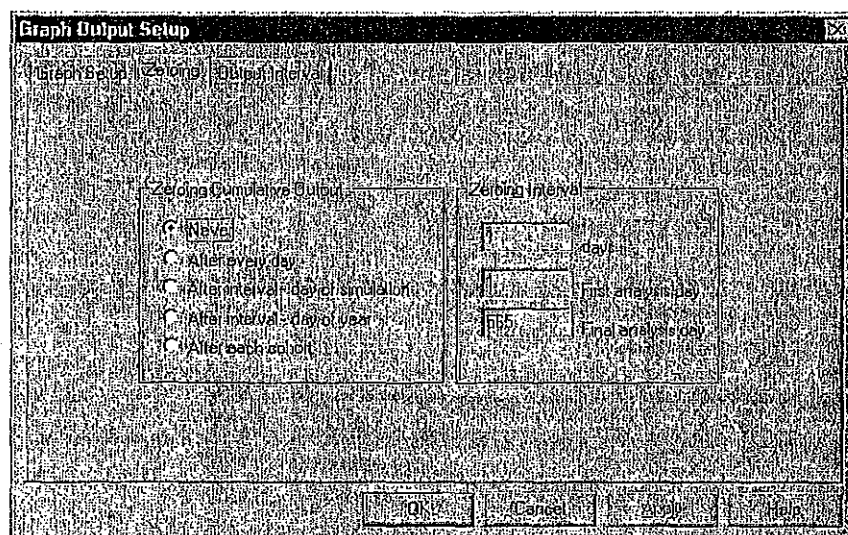 Graph Output Setup
Graph Setup Zeroing Output Interval
Zeroing Cumulative Output
Never
After every day
After interval - day of simulation
After interval - day of year
After each cohort
Zeroing Interval
1
days
1
First analysis day
365
Final analysis day
OK Cancel Apply Help